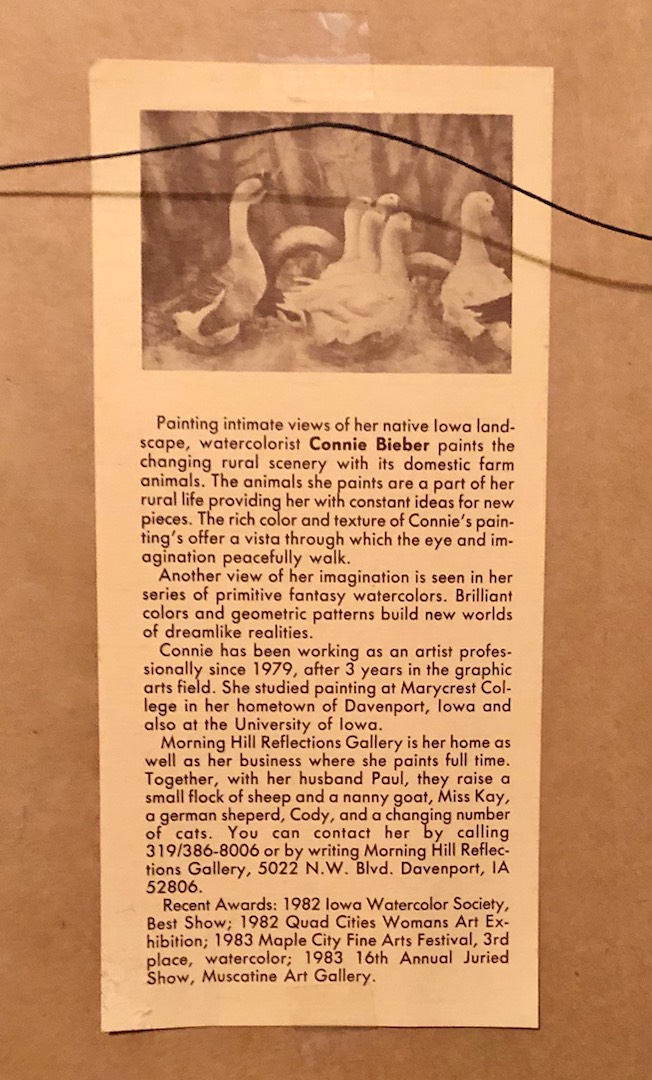 Painting intimate views of her native Iowa land-
scape, watercolorist Connie Bieber paints the
changing rural scenery with its domestic farm
animals. The animals she paints are a part of her
rural life providing her with constant ideas for new
pieces. The rich color and texture of Connie's pain-
ting's offer a vista through which the eye and im-
agination peacefully walk.
Another view of her imagination is seen in her
series of primitive fantasy watercolors. Brilliant
colors and geometric patterns build new worlds
of dreamlike realities.
Connie has been working as an artist profes-
sionally since 1979, after 3 years in the graphic
arts field. She studied painting at Marycrest Col-
lege in her hometown of Davenport, Iowa and
also at the University of Iowa.
Morning Hill Reflections Gallery is her home as
well as her business where she paints full time.
Together, with her husband Paul, they raise a
small flock of sheep and a nanny goat, Miss Kay,
a german sheperd, Cody, and a changing number
of cats. You can contact her by calling
319/386-8006 or by writing Morning Hill Reflec-
tions Gallery, 5022 N.W. Blvd. Davenport, IA
52806.
Recent Awards: 1982 Iowa Watercolor Society,
Best Show; 1982 Quad Cities Womans Art Ex-
hibition; 1983 Maple City Fine Arts Festival, 3rd
place, watercolor; 1983 16th Annual Juried
Show, Muscatine Art Gallery.